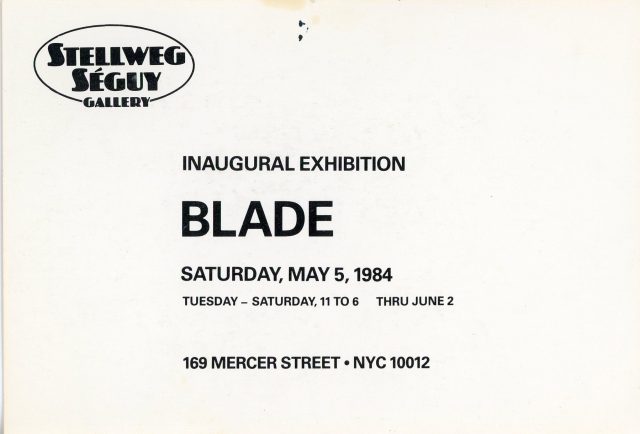 STELLWEG
SÉGUY
GALLERY
INAUGURAL EXHIBITION
BLADE
SATURDAY, MAY 5, 1984
TUESDAY – SATURDAY, 11 TO 6 THRU JUNE 2
169 MERCER STREET • NYC 10012